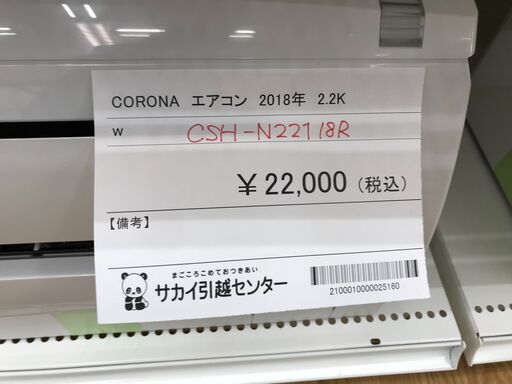 CORONA エアコン 2018年 2.2K
W CSH-N2218R
￥22,000（税込）
【備考】
まごころこめておつきあい
サカイ引越センター
2100010000025160